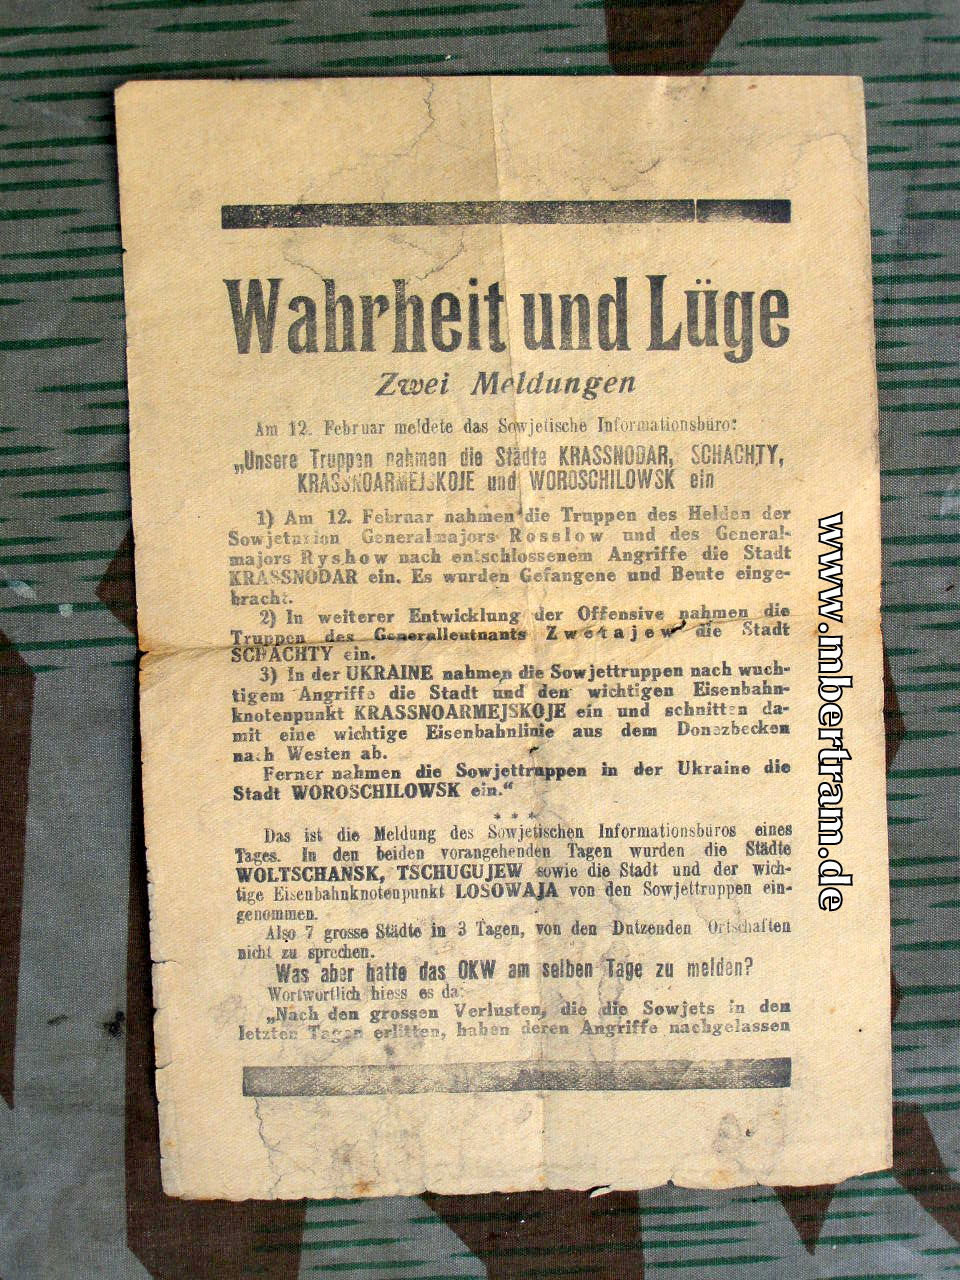 Wahrheit und Lüge
Zwei Meldungen
Am 12. Februar meldete das Sowjetische Informationsbüro:
„Unsere Truppen nahmen die Städte KRASSNODAR, SCHACHTY,
KRASSNOARMEJSKOJE und WOROSCHILOWSK ein
1) Am 12. Februar nahmen die Truppen des Helden der
Sowjetunion Generalmajors Rosslow und des General-
majors Ryshow nach entschlossenem Angriffe die Stadt
KRASSNODAR ein. Es wurden Gefangene und Beute einge-
bracht.
2) In weiterer Entwicklung der Offensive nahmen die
Truppen des Generalleutnants Zwetajew die Stadt
SCHACHTY ein.
3) In der UKRAINE nahmen die Sowjettruppen nach wuch-
tigem Angriffe die Stadt und den wichtigen Eisenbahn-
knotenpunkt KRASSNOARMEJSKOJE ein und schnitten da-
mit eine wichtige Eisenbahnlinie aus dem Donezbecken
nach Westen ab.
Ferner nahmen die Sowjettruppen in der Ukraine die
Stadt WOROSCHILOWSK ein.“
* * *
Das ist die Meldung des Sowjetischen Informationsbüros eines
Tages. In den beiden vorangehenden Tagen wurden die Städte
WOLTSCHANSK, TSCHUGUJEW sowie die Stadt und der wich-
tige Eisenbahnknotenpunkt LOSOWAJA von den Sowjettruppen ein-
genommen.
Also 7 grosse Städte in 3 Tagen, von den Dutzenden Ortschaften
nicht zu sprechen.
Was aber hatte das OKW am selben Tage zu melden?
Wortwörtlich hiess es da:
„Nach den grossen Verlusten, die die Sowjets in den
letzten Tagen erlitten, haben deren Angriffe nachgelassen
www.mbertram.de